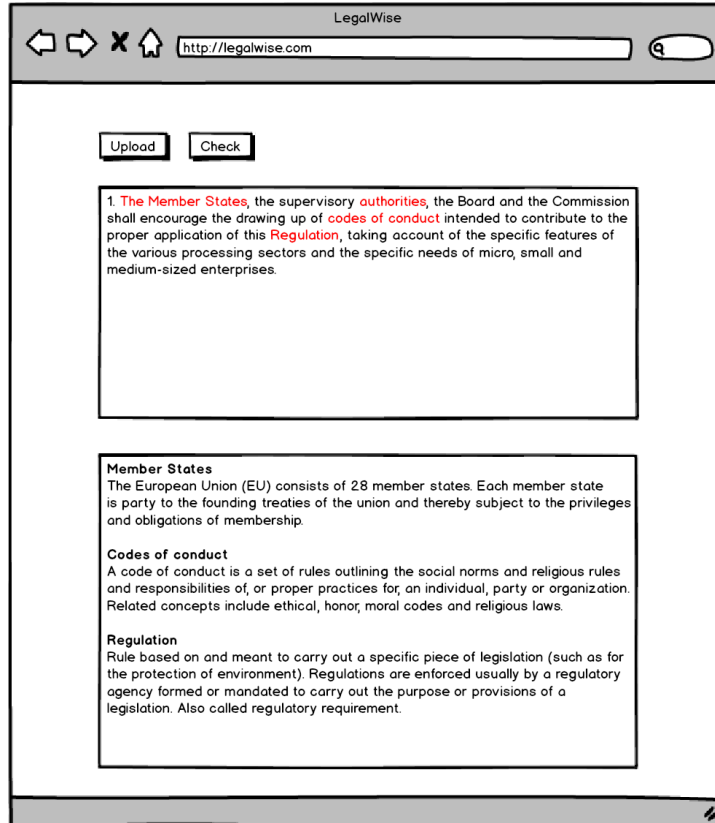 LegalWise
http://legalwise.com
Upload
Check
1. The Member States, the supervisory authorities, the Board and the Commission
shall encourage the drawing up of codes of conduct intended to contribute to the
proper application of this Regulation, taking account of the specific features of
the various processing sectors and the specific needs of micro, small and
medium-sized enterprises.
Member States
The European Union (EU) consists of 28 member states. Each member state
is party to the founding treaties of the union and thereby subject to the privileges
and obligations of membership.
Codes of conduct
A code of conduct is a set of rules outlining the social norms and religious rules
and responsibilities of, or proper practices for, an individual, party or organization.
Related concepts include ethical, honor, moral codes and religious laws.
Regulation
Rule based on and meant to carry out a specific piece of legislation (such as for
the protection of environment). Regulations are enforced usually by a regulatory
agency formed or mandated to carry out the purpose or provisions of a
legislation. Also called regulatory requirement.